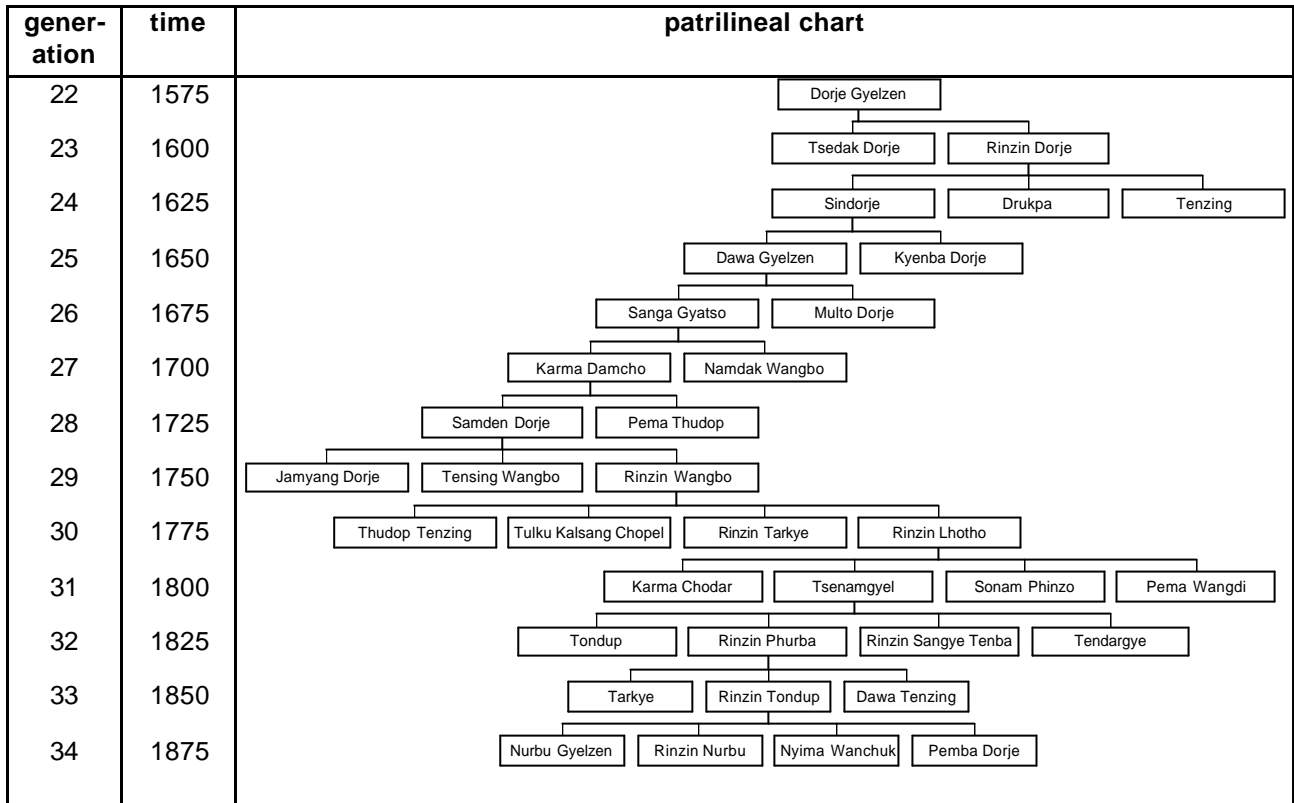 gener-
ation
time
patrilineal chart
22 1575 Dorje Gyelzen
23 1600 Tsedak Dorje Rinzin Dorje
24 1625 Sindorje Drukpa Tenzing
25 1650 Dawa Gyelzen Kyenba Dorje
26 1675 Sanga Gyatso Multo Dorje
27 1700 Karma Damcho Namdak Wangbo
28 1725 Samden Dorje Pema Thudop
29 1750 Jamyang Dorje Tensing Wangbo Rinzin Wangbo
30 1775 Thudop Tenzing Tulku Kalsang Chopel Rinzin Tarkye Rinzin Lhotho
31 1800 Karma Chodar Tsenamgyel Sonam Phinzo Pema Wangdi
32 1825 Tondup Rinzin Phurba Rinzin Sangye Tenba Tendargye
33 1850 Tarkye Rinzin Tondup Dawa Tenzing
34 1875 Nurbu Gyelzen Rinzin Nurbu Nyima Wanchuk Pemba Dorje